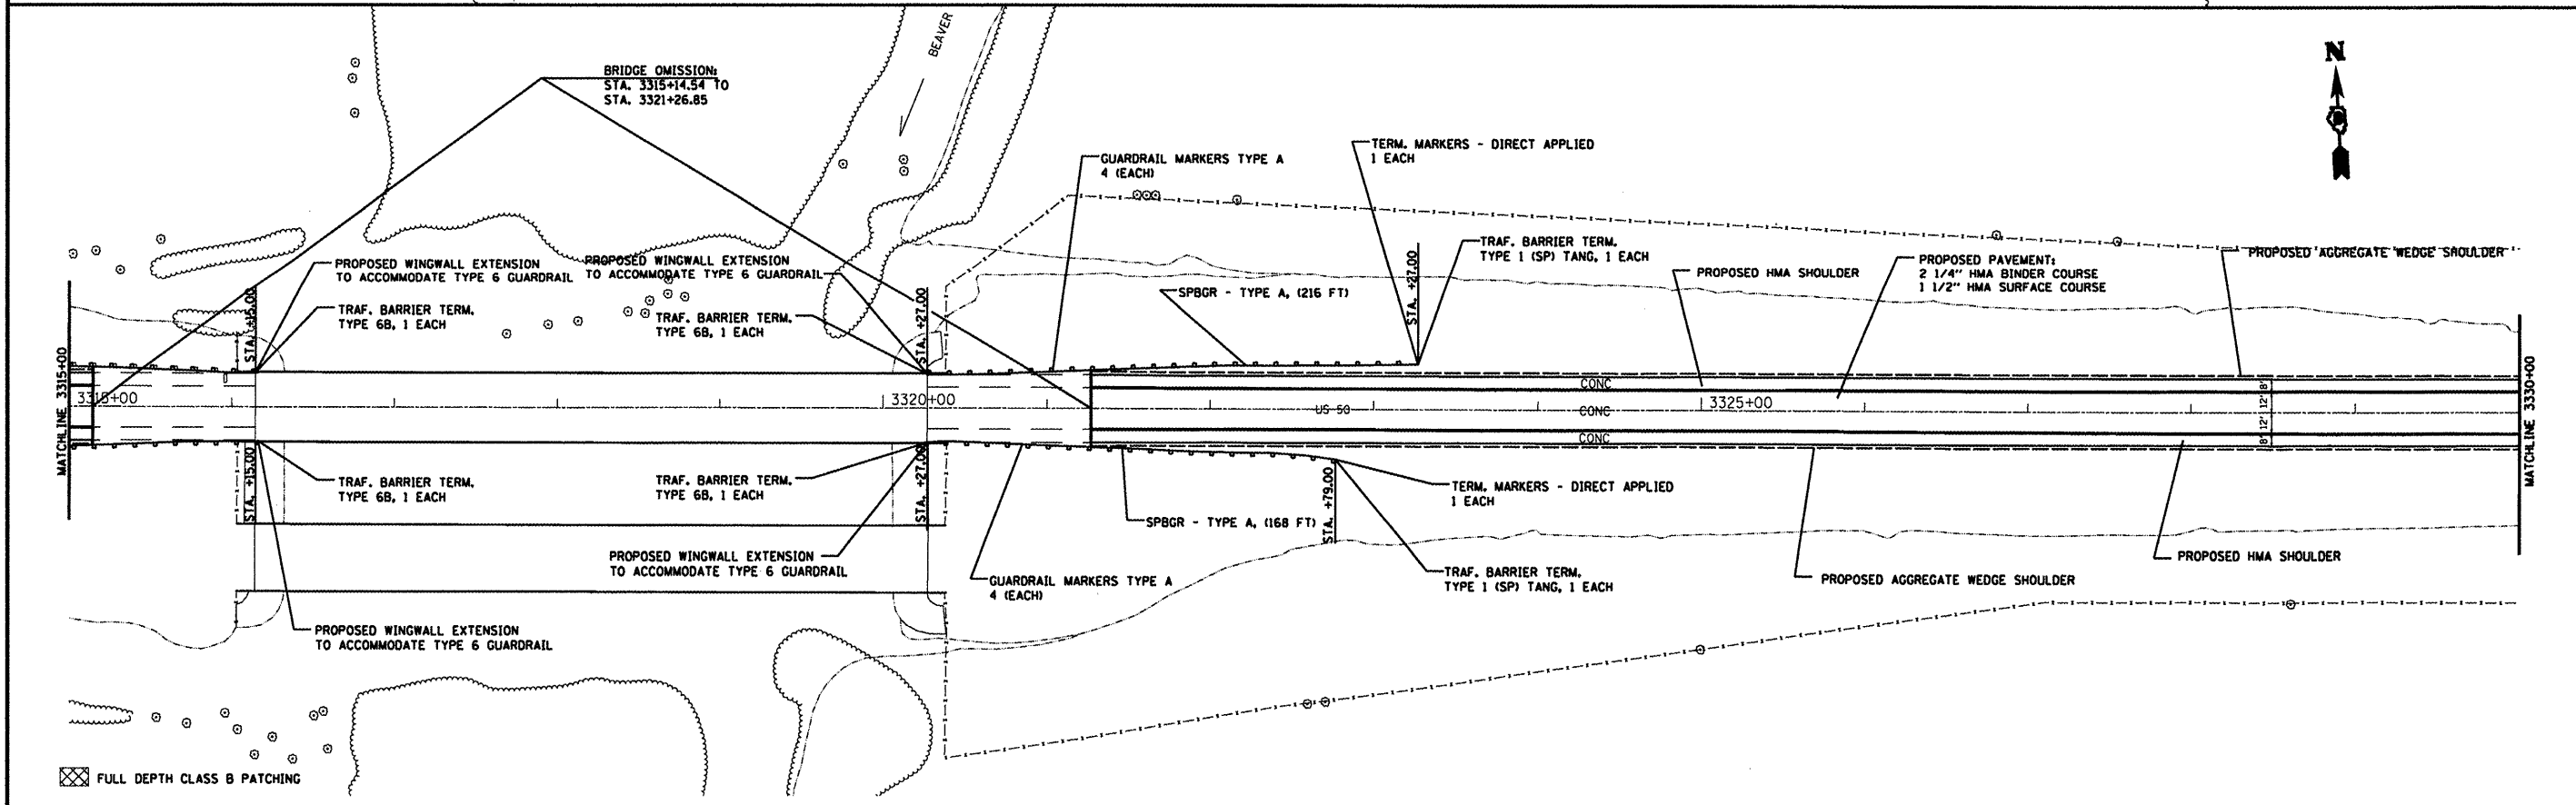 BEAVER
N
BRIDGE OMISSION:
STA. 3315+14.54 TO
STA. 3321+26.85
GUARDRAIL MARKERS TYPE A
4 (EACH)
TERM. MARKERS - DIRECT APPLIED
1 EACH
TRAF. BARRIER TERM.
TYPE 1 (SP) TANG, 1 EACH
PROPOSED WINGWALL EXTENSION
TO ACCOMMODATE TYPE 6 GUARDRAIL
PROPOSED WINGWALL EXTENSION
TO ACCOMMODATE TYPE 6 GUARDRAIL
PROPOSED HMA SHOULDER
PROPOSED PAVEMENT:
2 1/4" HMA BINDER COURSE
1 1/2" HMA SURFACE COURSE
PROPOSED AGGREGATE WEDGE SHOULDER
SPBGR - TYPE A, (216 FT)
STA. +15.00
STA. +27.00
STA. +27.00
TRAF. BARRIER TERM.
TYPE 6B, 1 EACH
TRAF. BARRIER TERM.
TYPE 6B, 1 EACH
MATCHLINE 3315+00
3315+00
3320+00
US 50
CONC
CONC
CONC
3325+00
8' 12' 12' 8'
MATCHLINE 3330+00
STA. +15.00
TRAF. BARRIER TERM.
TYPE 6B, 1 EACH
TRAF. BARRIER TERM.
TYPE 6B, 1 EACH
STA. +27.00
STA. +79.00
TERM. MARKERS - DIRECT APPLIED
1 EACH
SPBGR - TYPE A, (168 FT)
PROPOSED WINGWALL EXTENSION
TO ACCOMMODATE TYPE 6 GUARDRAIL
GUARDRAIL MARKERS TYPE A
4 (EACH)
TRAF. BARRIER TERM.
TYPE 1 (SP) TANG, 1 EACH
PROPOSED AGGREGATE WEDGE SHOULDER
PROPOSED HMA SHOULDER
PROPOSED WINGWALL EXTENSION
TO ACCOMMODATE TYPE 6 GUARDRAIL
FULL DEPTH CLASS B PATCHING